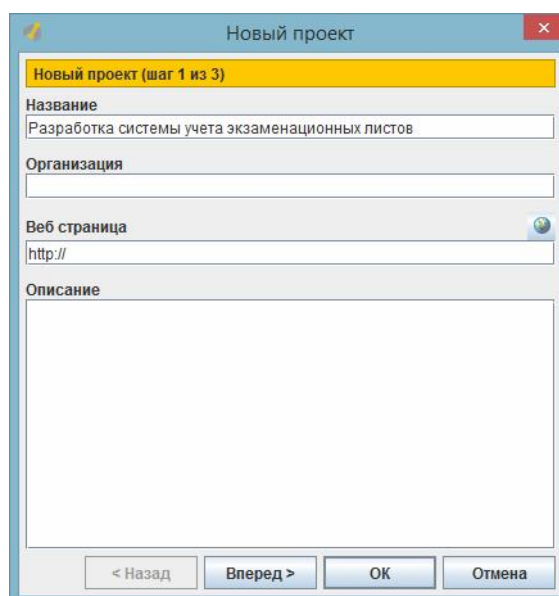 Новый проект
Новый проект (шаг 1 из 3)
Название
Разработка системы учета экзаменационных листов
Организация
Веб страница
http://
Описание
< Назад Вперед > ОК Отмена